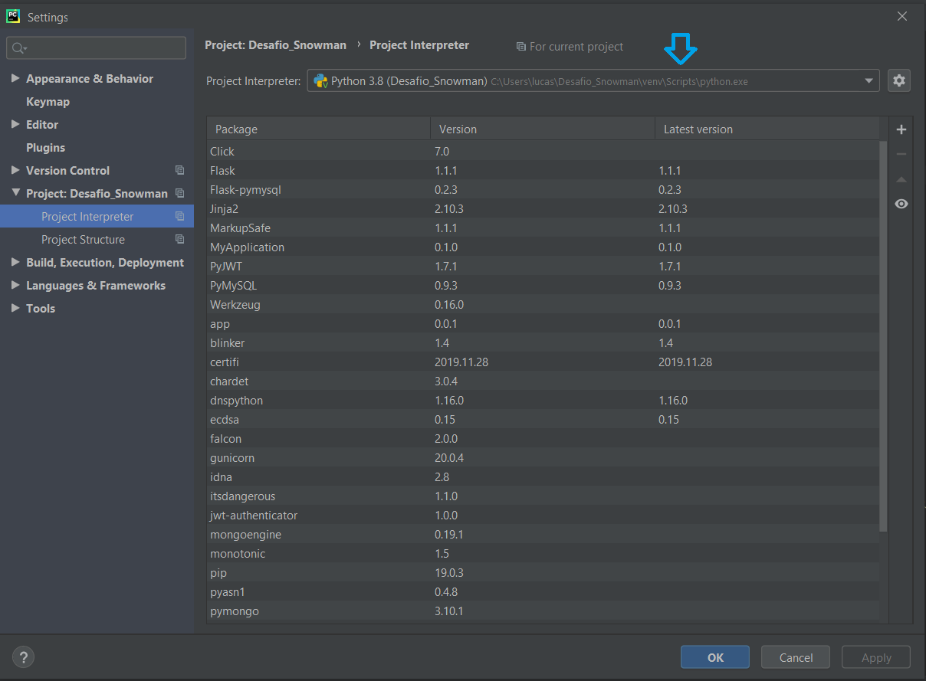 Settings
Project: Desafio_Snowman › Project Interpreter For current project
Project Interpreter: Python 3.8 (Desafio_Snowman) C:\Users\lucas\Desafio_Snowman\venv\Scripts\python.exe
Appearance & Behavior
Keymap
Editor
Plugins
Version Control
Project: Desafio_Snowman
Project Interpreter
Project Structure
Build, Execution, Deployment
Languages & Frameworks
Tools
Package Version Latest version
Click 7.0
Flask 1.1.1 1.1.1
Flask-pymysql 0.2.3 0.2.3
Jinja2 2.10.3 2.10.3
MarkupSafe 1.1.1 1.1.1
MyApplication 0.1.0 0.1.0
PyJWT 1.7.1 1.7.1
PyMySQL 0.9.3 0.9.3
Werkzeug 0.16.0
app 0.0.1 0.0.1
blinker 1.4 1.4
certifi 2019.11.28 2019.11.28
chardet 3.0.4
dnspython 1.16.0 1.16.0
ecdsa 0.15 0.15
falcon 2.0.0
gunicorn 20.0.4
idna 2.8
itsdangerous 1.1.0
jwt-authenticator 1.0.0
mongoengine 0.19.1
monotonic 1.5
pip 19.0.3
pyasn1 0.4.8
pymongo 3.10.1
? OK Cancel Apply